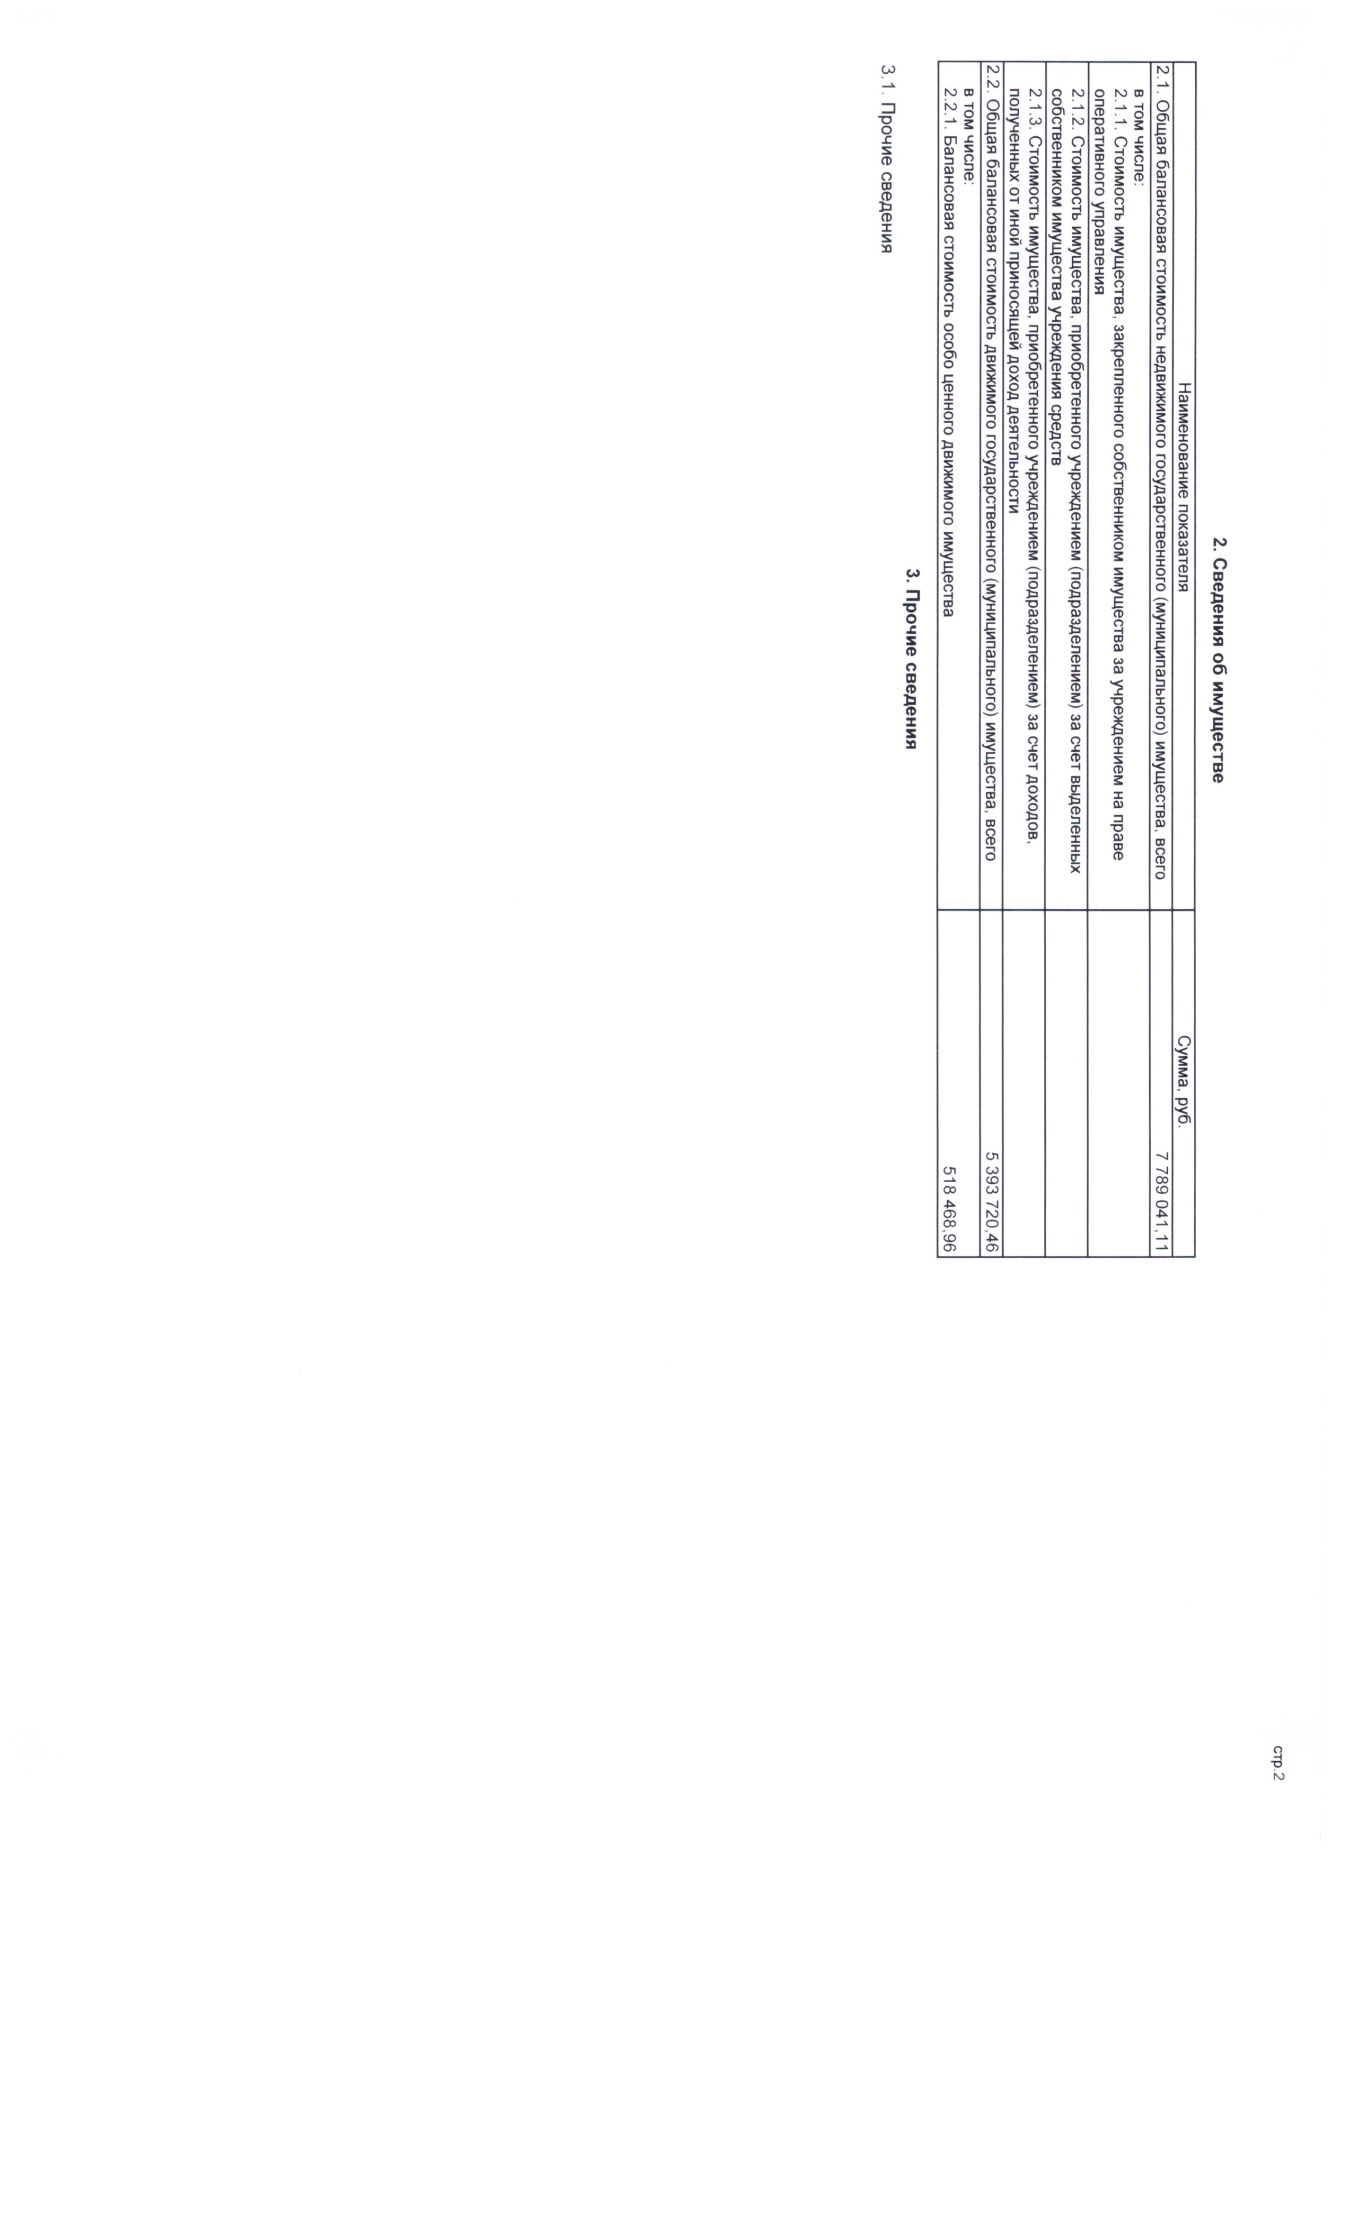 стр.2
2. Сведения об имуществе
Наименование показателя Сумма, руб.
2.1. Общая балансовая стоимость недвижимого государственного (муниципального) имущества, всего 7 789 041,11
в том числе:
2.1.1. Стоимость имущества, закрепленного собственником имущества за учреждением на праве
оперативного управления
2.1.2. Стоимость имущества, приобретенного учреждением (подразделением) за счет выделенных
собственником имущества учреждения средств
2.1.3. Стоимость имущества, приобретенного учреждением (подразделением) за счет доходов,
полученных от иной приносящей доход деятельности
2.2. Общая балансовая стоимость движимого государственного (муниципального) имущества, всего 5 393 720,46
в том числе:
2.2.1. Балансовая стоимость особо ценного движимого имущества 518 468,96
3. Прочие сведения
3.1. Прочие сведения